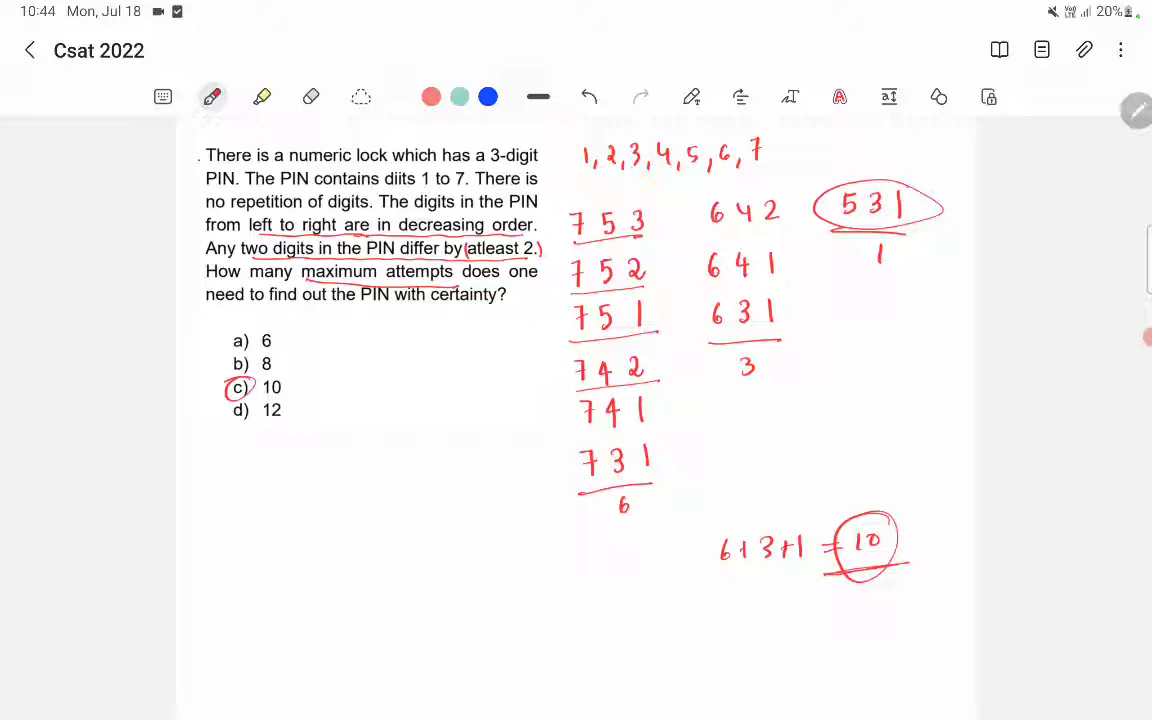 10:44 Mon, Jul 18 20%
Csat 2022
. There is a numeric lock which has a 3-digit
PIN. The PIN contains diits 1 to 7. There is
no repetition of digits. The digits in the PIN
from left to right are in decreasing order.
Any two digits in the PIN differ by (atleast 2.)
How many maximum attempts does one
need to find out the PIN with certainty?
a) 6
b) 8
c) 10
d) 12
1, 2, 3, 4, 5, 6, 7
7 5 3
7 5 2
7 5 1
7 4 2
7 4 1
7 3 1
6
6 4 2
6 4 1
6 3 1
3
5 3 1
1
6 + 3 + 1 = 10